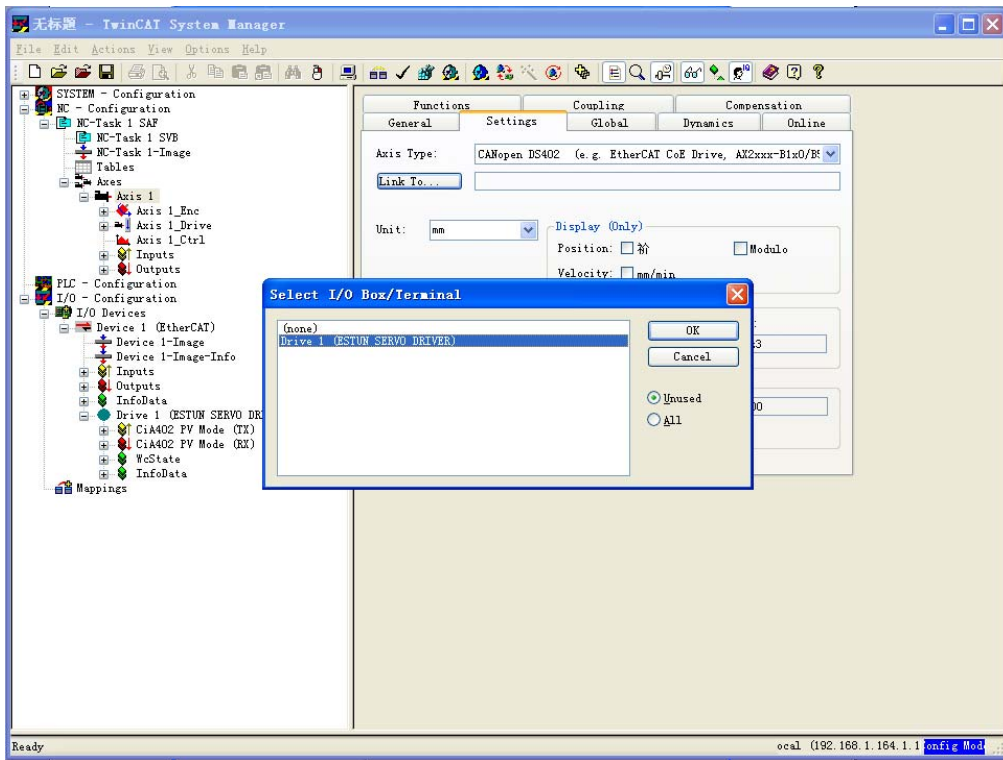 无标题 - TwinCAT System Manager
File Edit Actions View Options Help
SYSTEM - Configuration
NC - Configuration
NC-Task 1 SAF
NC-Task 1 SVB
NC-Task 1-Image
Tables
Axes
Axis 1
Axis 1_Enc
Axis 1_Drive
Axis 1_Ctrl
Inputs
Outputs
PLC - Configuration
I/O - Configuration
I/O Devices
Device 1 (EtherCAT)
Device 1-Image
Device 1-Image-Info
Inputs
Outputs
InfoData
Drive 1 (ESTUN SERVO DR
CiA402 PV Mode (TX)
CiA402 PV Mode (RX)
WcState
InfoData
Mappings
Functions Coupling Compensation
General Settings Global Dynamics Online
Axis Type: CANopen DS402 (e.g. EtherCAT CoE Drive, AX2xxx-B1x0/B
Link To...
Unit: mm
Display (Only)
Position: 祄 Modulo
Velocity: mm/min
Select I/O Box/Terminal
(none)
Drive 1 (ESTUN SERVO DRIVER)
OK
Cancel
Unused
All
Ready
ocal (192.168.1.164.1.1 onfig Mod